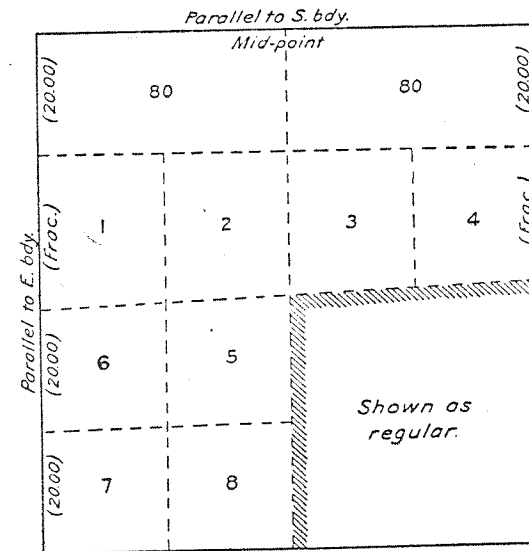 Parallel to S. bdy.
Mid-point
(20.00)
80
80
(20.00)
Parallel to E. bdy.
(Frac.)
1
2
3
4
(Frac.)
(20.00)
6
5
Shown as
regular.
(20.00)
7
8